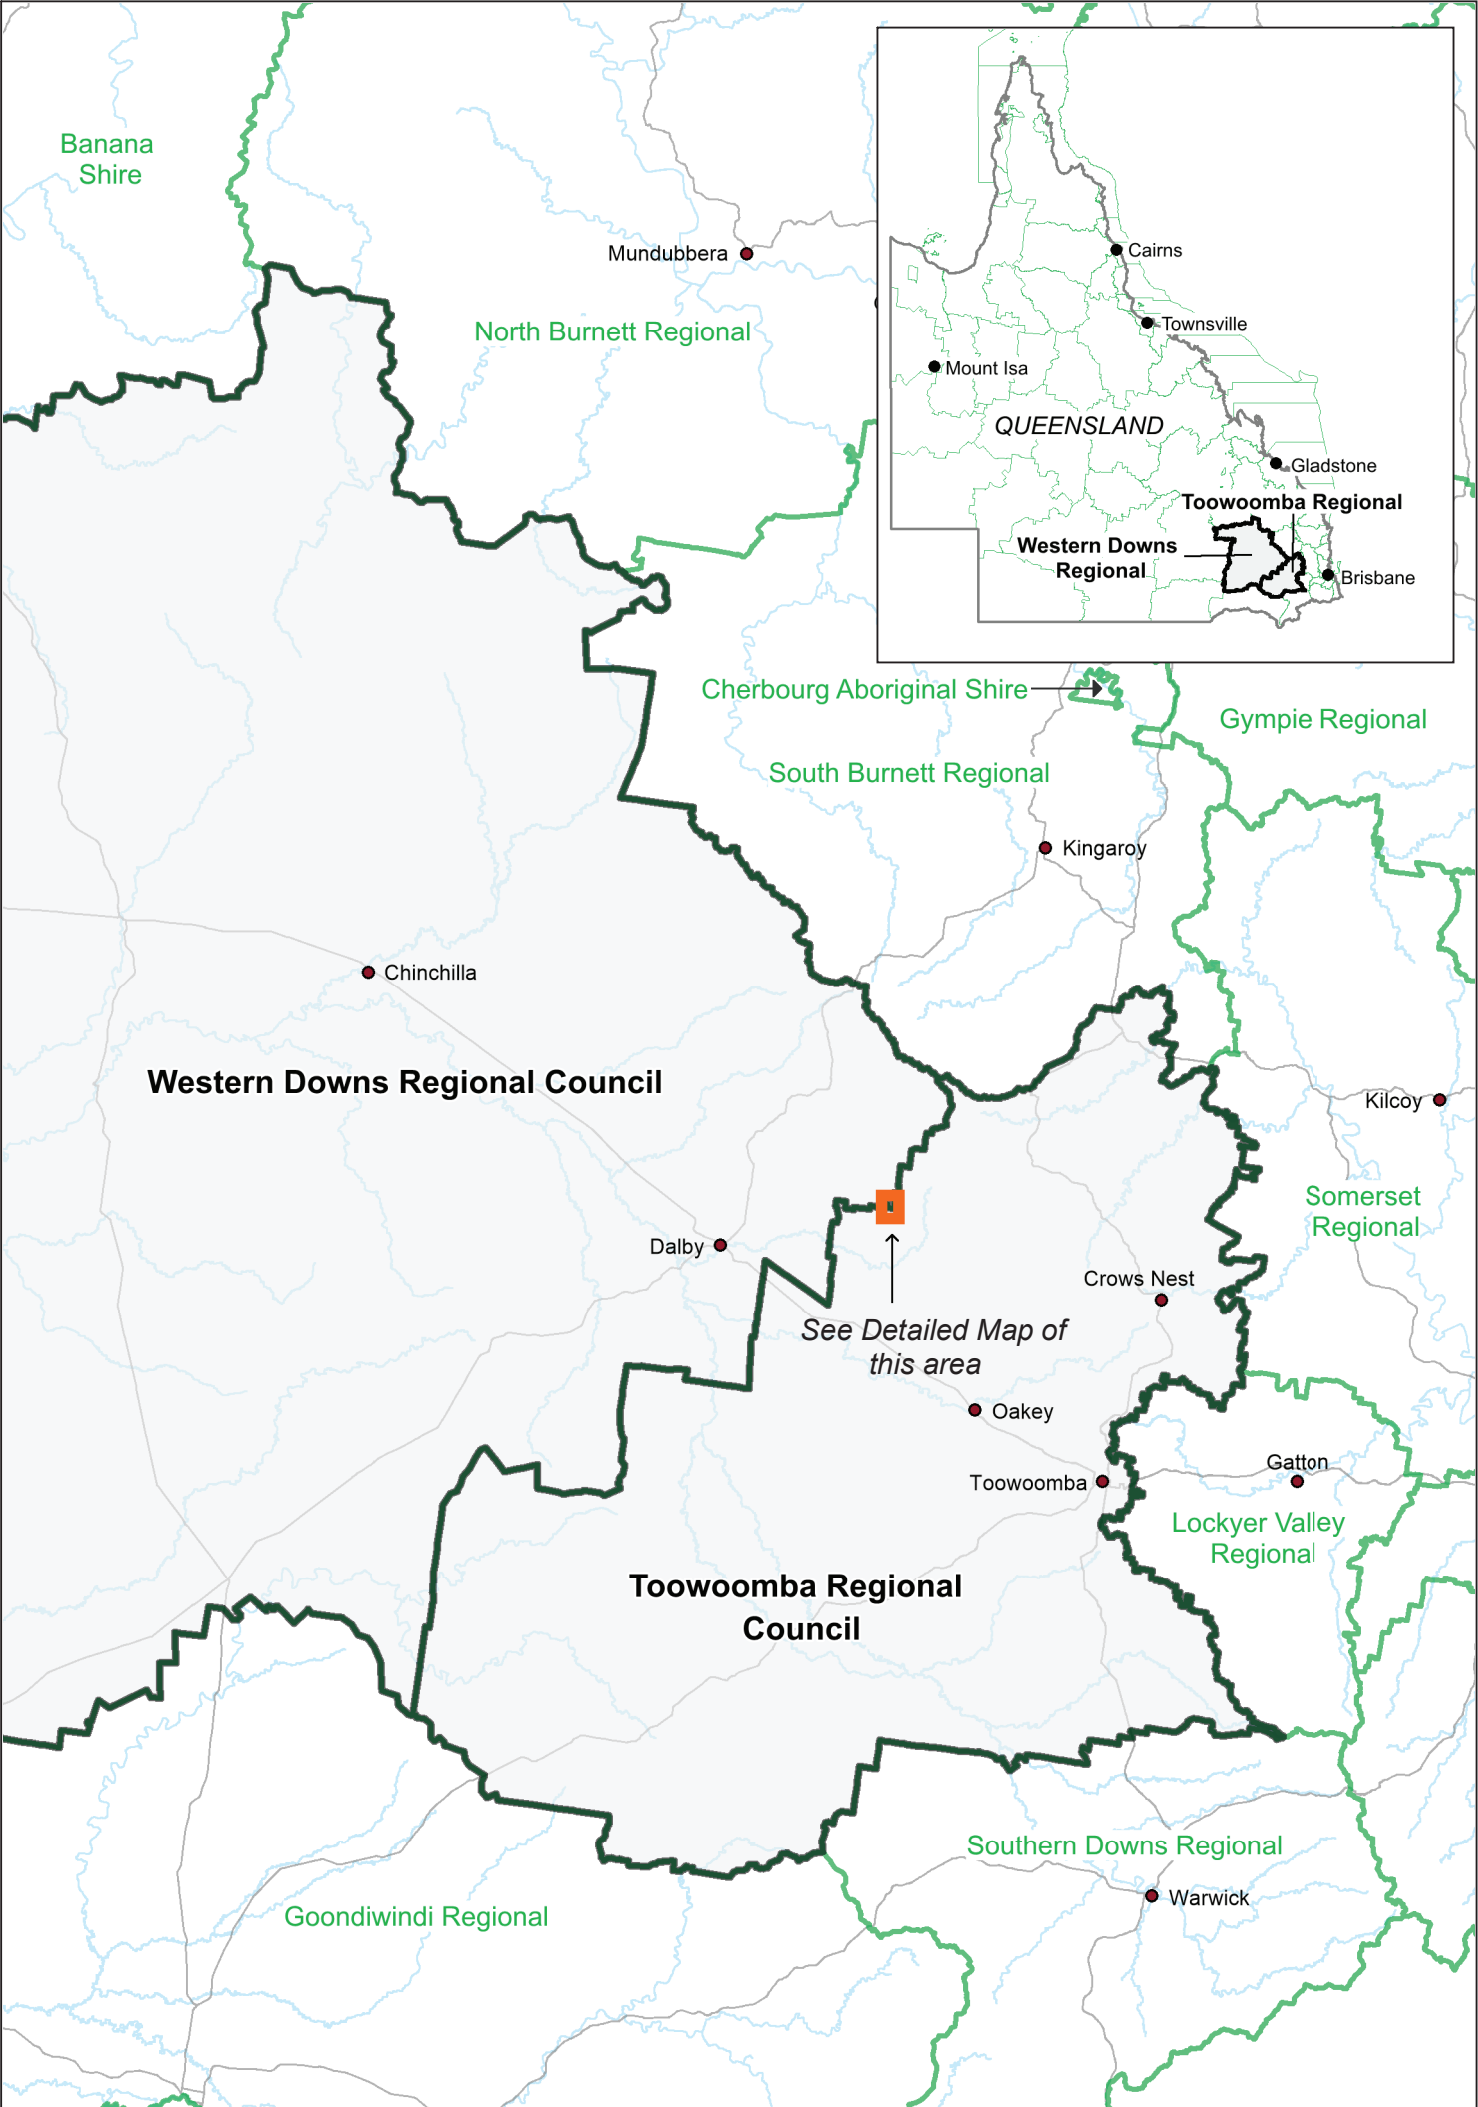 Banana
Shire
Mundubbera
North Burnett Regional
Cairns
Townsville
Mount Isa
QUEENSLAND
Gladstone
Toowoomba Regional
Western Downs
Regional
Brisbane
Cherbourg Aboriginal Shire
Gympie Regional
South Burnett Regional
Kingaroy
Chinchilla
Western Downs Regional Council
Kilcoy
Somerset
Regional
Dalby
Crows Nest
See Detailed Map of
this area
Oakey
Gatton
Toowoomba
Lockyer Valley
Regional
Toowoomba Regional
Council
Southern Downs Regional
Warwick
Goondiwindi Regional